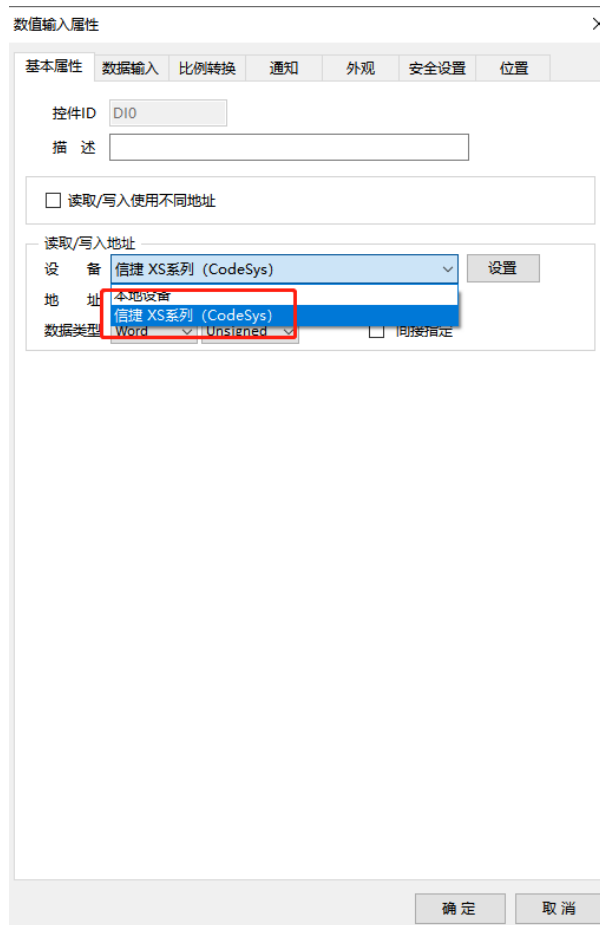 数值输入属性
基本属性 数据输入 比例转换 通知 外观 安全设置 位置
控件ID DI0
描 述
读取/写入使用不同地址
读取/写入地址
设 备 信捷 XS系列（CodeSys） 设置
地 址 本地设备
信捷 XS系列（CodeSys）
数据类型 Word Unsigned 间接指定
确定 取消